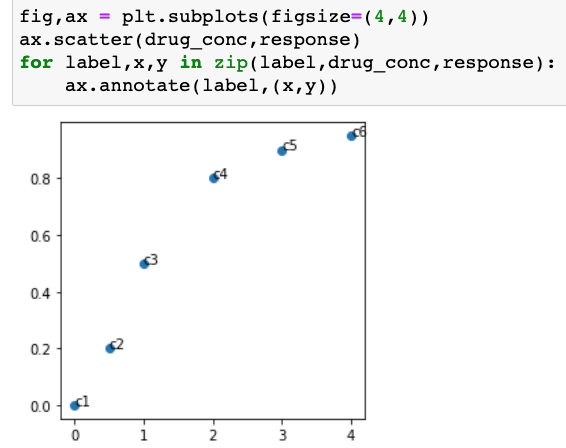 fig,ax = plt.subplots(figsize=(4,4))
ax.scatter(drug_conc,response)
for label,x,y in zip(label,drug_conc,response):
    ax.annotate(label,(x,y))
c6
c5
0.8
c4
0.6
c3
0.4
0.2
c2
0.0
c1
0 1 2 3 4